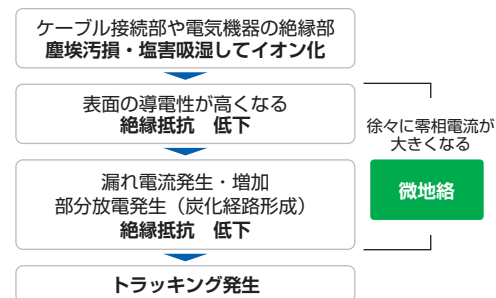 ケーブル接続部や電気機器の絶縁部
塵埃汚損・塩害吸湿してイオン化
表面の導電性が高くなる
絶縁抵抗　低下
徐々に零相電流が
大きくなる
微地絡
漏れ電流発生・増加
部分放電発生（炭化経路形成）
絶縁抵抗　低下
トラッキング発生